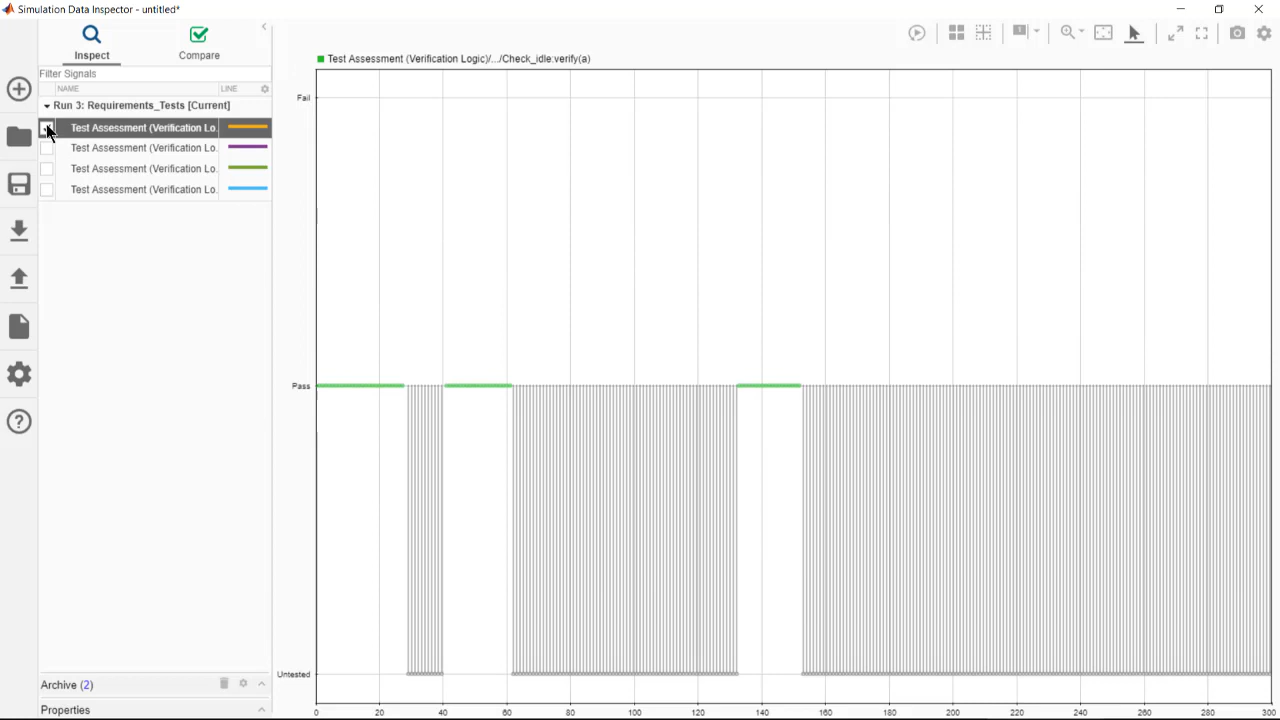 Simulation Data Inspector - untitled*
Inspect
Compare
Filter Signals
NAME
LINE
Run 3: Requirements_Tests [Current]
Test Assessment (Verification Lo.
Test Assessment (Verification Lo.
Test Assessment (Verification Lo.
Test Assessment (Verification Lo.
Archive (2)
Properties
Test Assessment (Verification Logic)/.../Check_idle:verify(a)
Fail
Pass
Untested
0 20 40 60 80 100 120 140 160 180 200 220 240 260 280 300